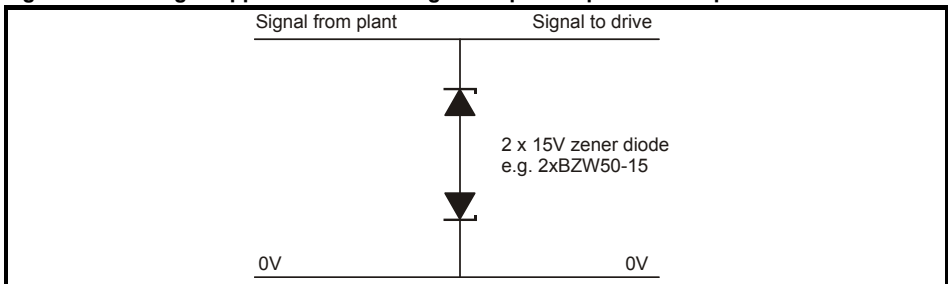 Signal from plant Signal to drive
2 x 15V zener diode
e.g. 2xBZW50-15
0V 0V